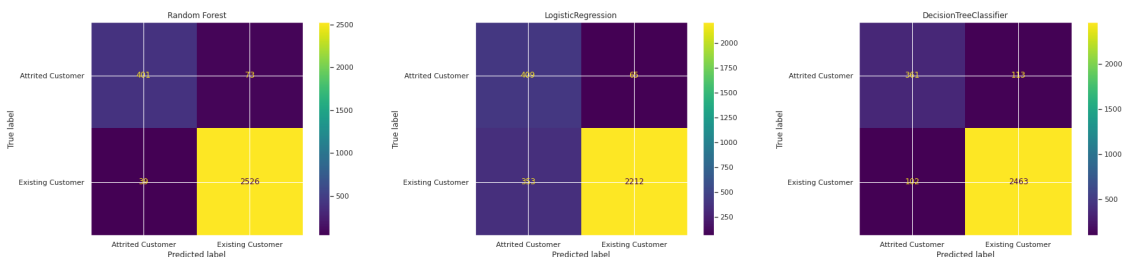 Random Forest
Attrited Customer
Existing Customer
401
73
39
2526
Attrited Customer
Existing Customer
Predicted label
True label
2500
2000
1500
1000
500
LogisticRegression
Attrited Customer
Existing Customer
409
65
353
2212
Attrited Customer
Existing Customer
Predicted label
True label
2000
1750
1500
1250
1000
750
500
250
DecisionTreeClassifier
Attrited Customer
Existing Customer
361
113
102
2463
Attrited Customer
Existing Customer
Predicted label
True label
2000
1500
1000
500